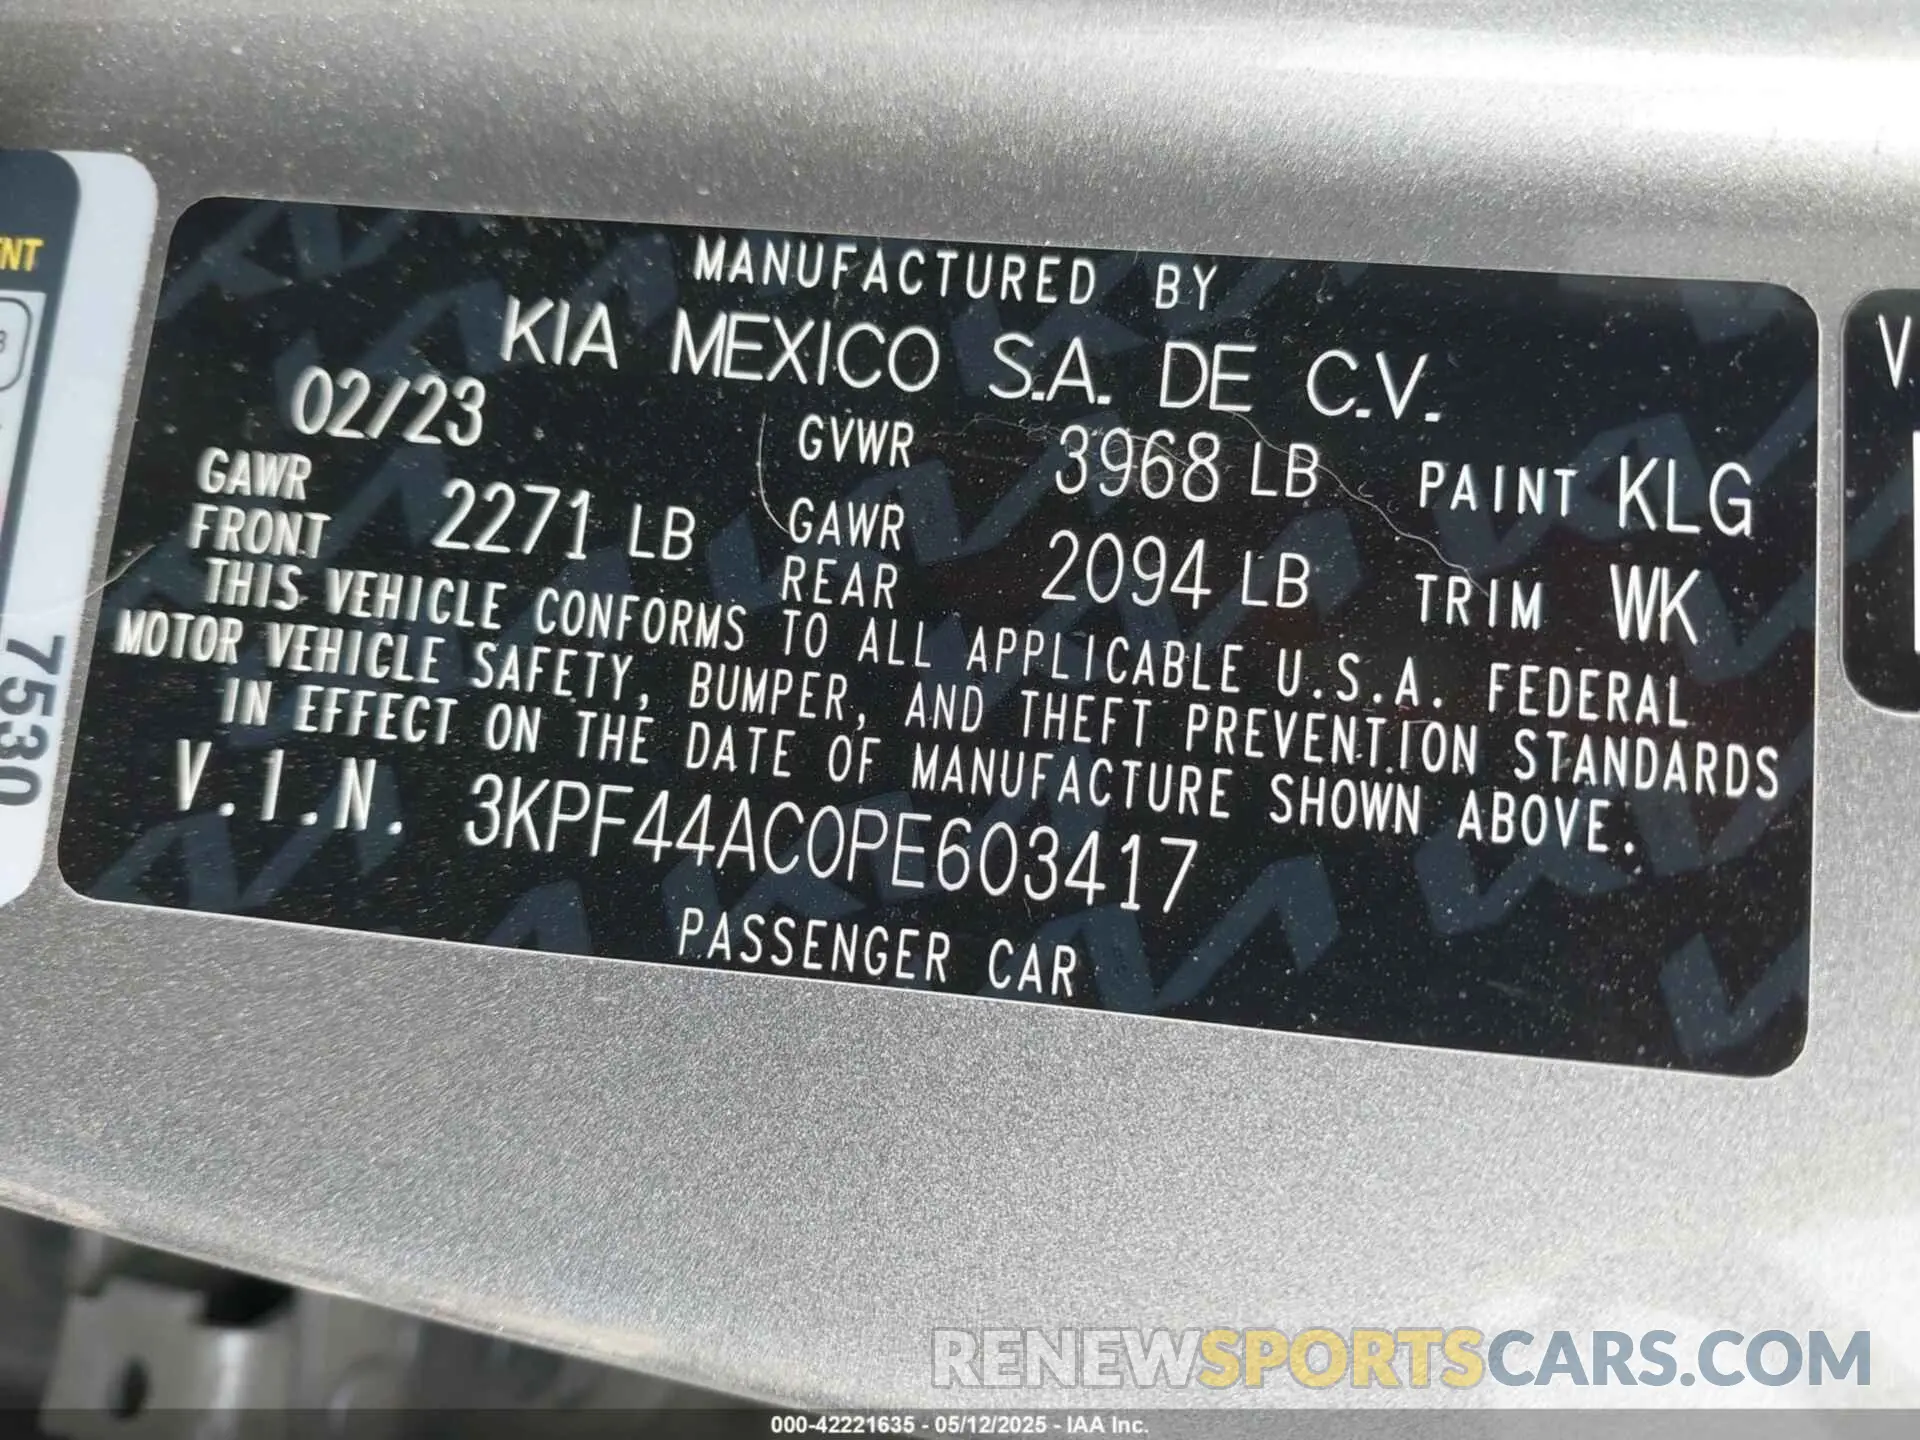 MANUFACTURED BY
KIA MEXICO S.A. DE C.V.
02/23 GVWR 3968 LB PAINT KLG
GAWR FRONT 2271 LB GAWR REAR 2094 LB TRIM WK
THIS VEHICLE CONFORMS TO ALL APPLICABLE U.S.A. FEDERAL
MOTOR VEHICLE SAFETY, BUMPER, AND THEFT PREVENTION STANDARDS
IN EFFECT ON THE DATE OF MANUFACTURE SHOWN ABOVE.
V.I.N. 3KPF44AC0PE603417
PASSENGER CAR
7530
RENEWSPORTSCARS.COM
000-42221635 - 05/12/2025 - IAA Inc.